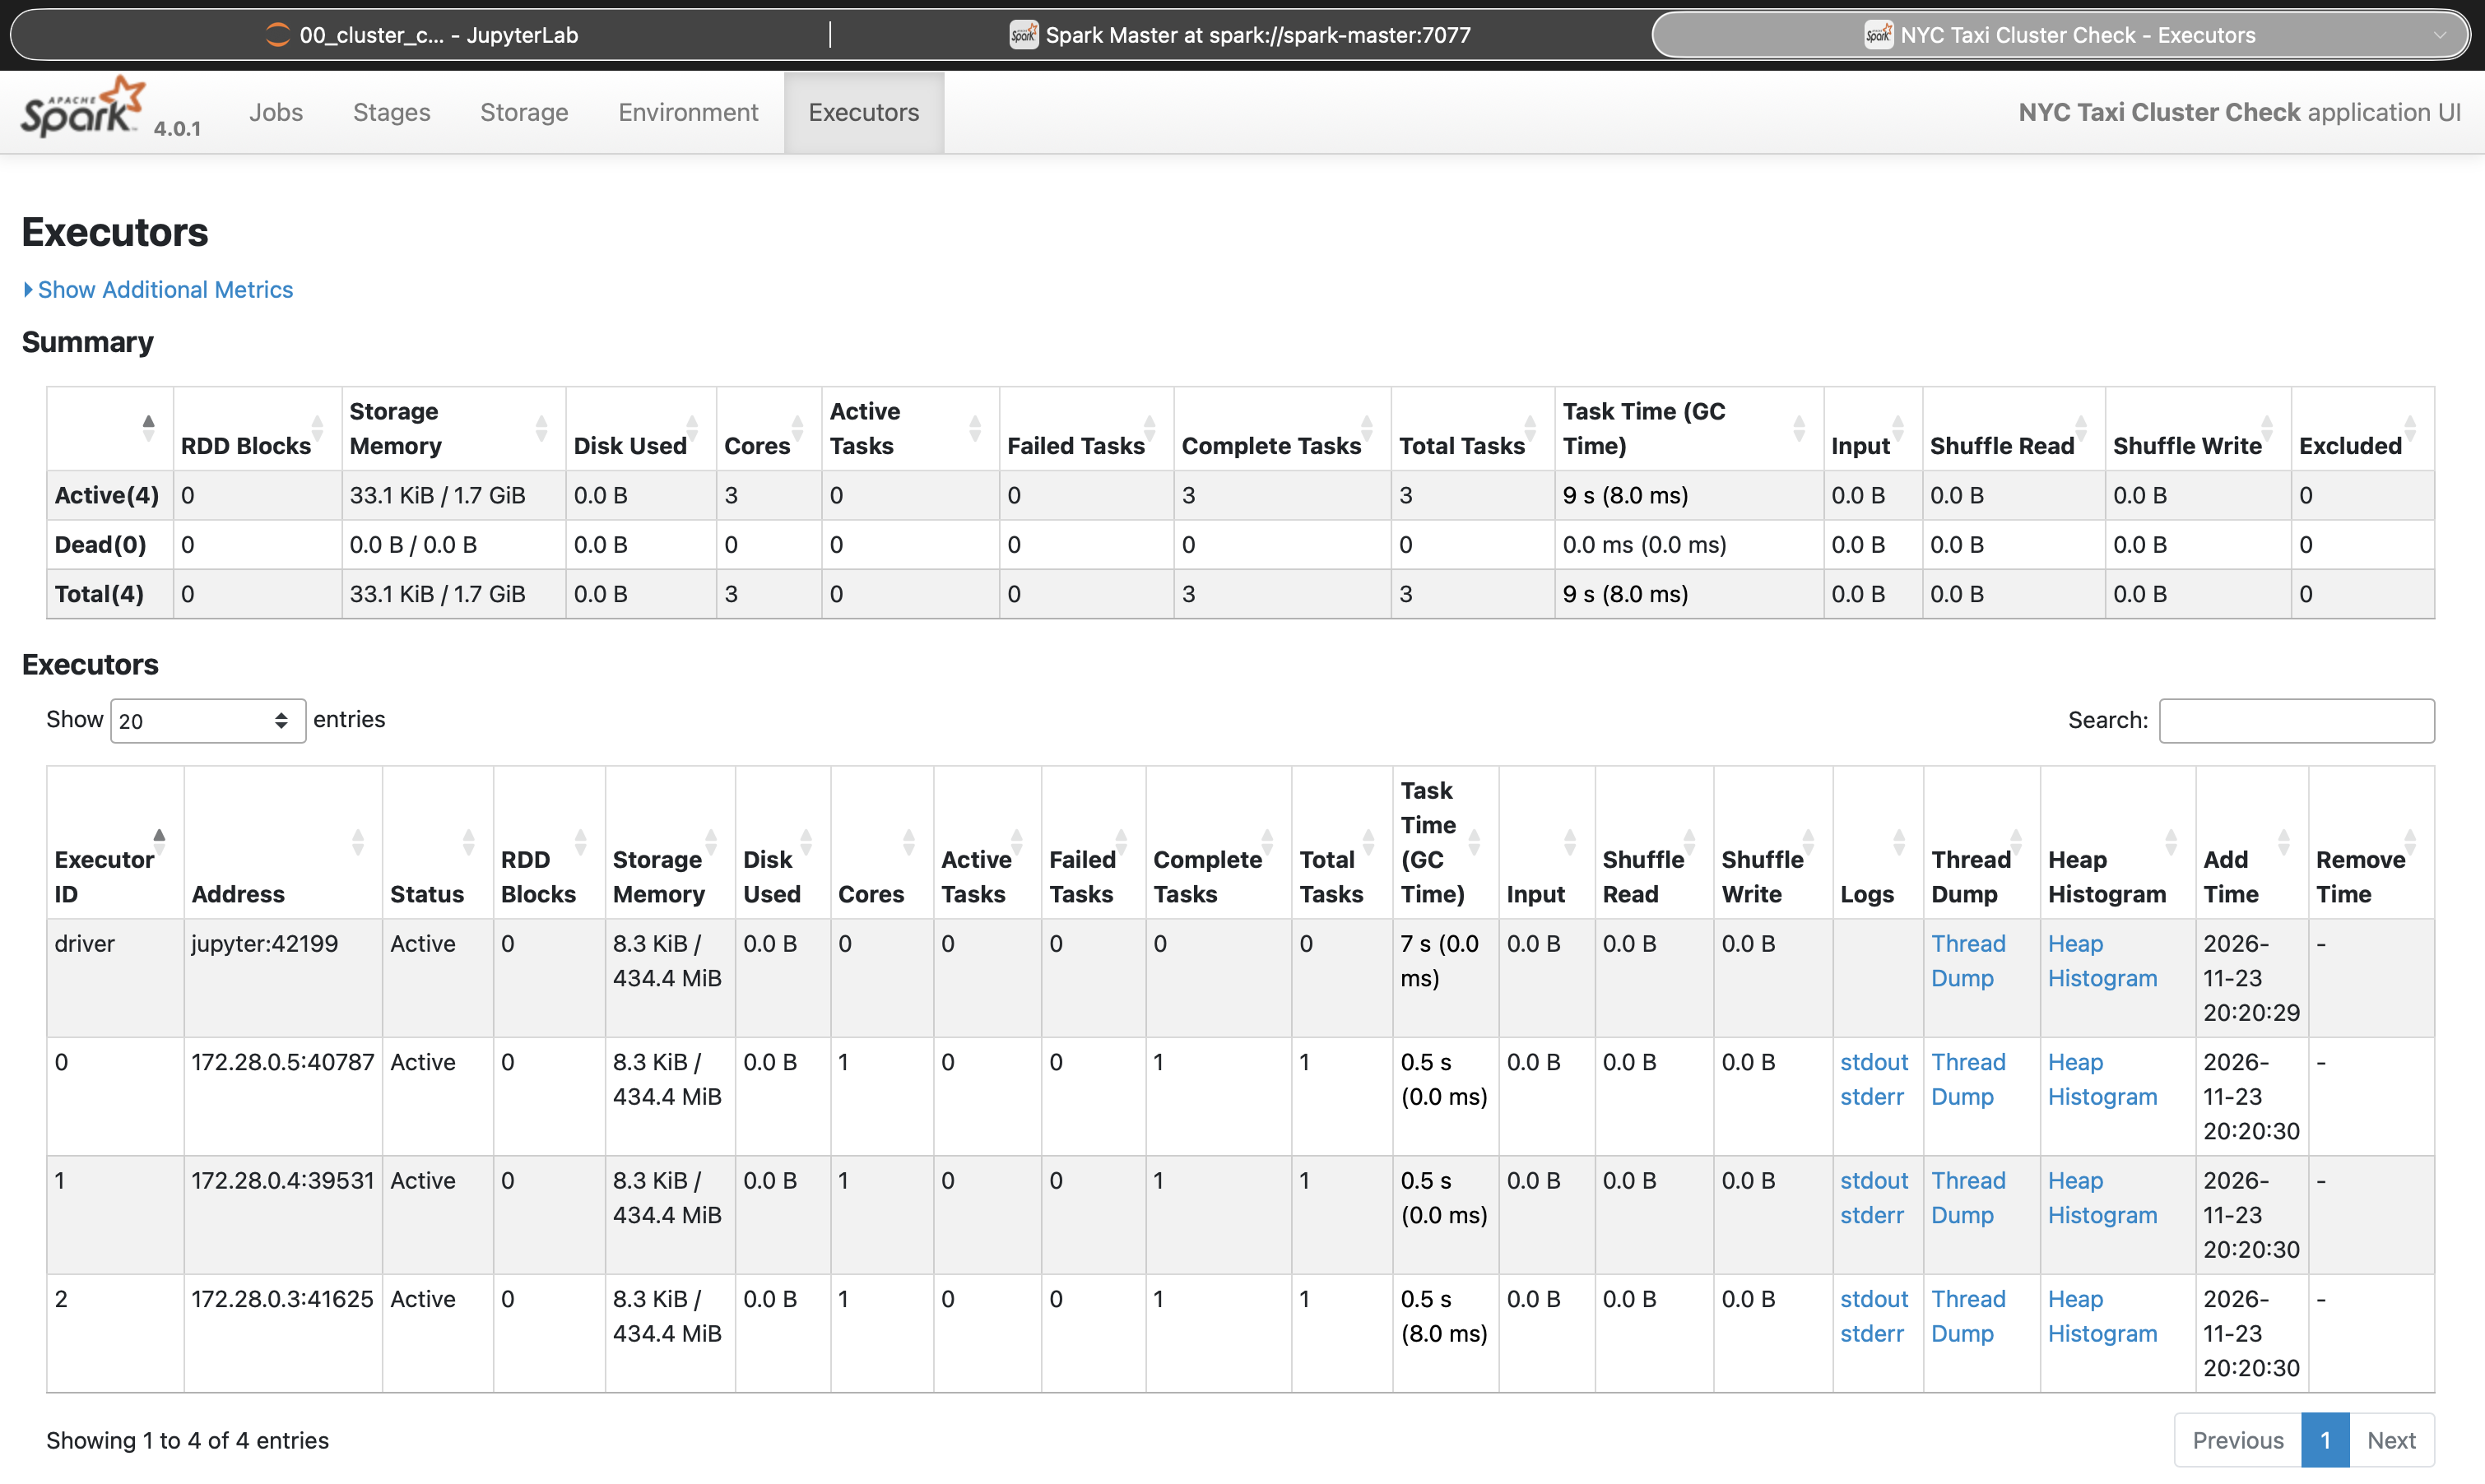 00_cluster_c... - JupyterLab
Spark Master at spark://spark-master:7077
NYC Taxi Cluster Check - Executors
APACHE Spark 4.0.1 Jobs Stages Storage Environment Executors NYC Taxi Cluster Check application UI
Executors
Show Additional Metrics
Summary
RDD Blocks Storage Memory Disk Used Cores Active Tasks Failed Tasks Complete Tasks Total Tasks Task Time (GC Time) Input Shuffle Read Shuffle Write Excluded
Active(4) 0 33.1 KiB / 1.7 GiB 0.0 B 3 0 0 3 3 9 s (8.0 ms) 0.0 B 0.0 B 0.0 B 0
Dead(0) 0 0.0 B / 0.0 B 0.0 B 0 0 0 0 0 0.0 ms (0.0 ms) 0.0 B 0.0 B 0.0 B 0
Total(4) 0 33.1 KiB / 1.7 GiB 0.0 B 3 0 0 3 3 9 s (8.0 ms) 0.0 B 0.0 B 0.0 B 0
Executors
Show 20 entries Search:
Executor ID Address Status RDD Blocks Storage Memory Disk Used Cores Active Tasks Failed Tasks Complete Tasks Total Tasks Task Time (GC Time) Input Shuffle Read Shuffle Write Logs Thread Dump Heap Histogram Add Time Remove Time
driver jupyter:42199 Active 0 8.3 KiB / 434.4 MiB 0.0 B 0 0 0 0 0 7 s (0.0 ms) 0.0 B 0.0 B 0.0 B Thread Dump Heap Histogram 2026-11-23 20:20:29 -
0 172.28.0.5:40787 Active 0 8.3 KiB / 434.4 MiB 0.0 B 1 0 0 1 1 0.5 s (0.0 ms) 0.0 B 0.0 B 0.0 B stdout stderr Thread Dump Heap Histogram 2026-11-23 20:20:30 -
1 172.28.0.4:39531 Active 0 8.3 KiB / 434.4 MiB 0.0 B 1 0 0 1 1 0.5 s (0.0 ms) 0.0 B 0.0 B 0.0 B stdout stderr Thread Dump Heap Histogram 2026-11-23 20:20:30 -
2 172.28.0.3:41625 Active 0 8.3 KiB / 434.4 MiB 0.0 B 1 0 0 1 1 0.5 s (8.0 ms) 0.0 B 0.0 B 0.0 B stdout stderr Thread Dump Heap Histogram 2026-11-23 20:20:30 -
Showing 1 to 4 of 4 entries Previous 1 Next